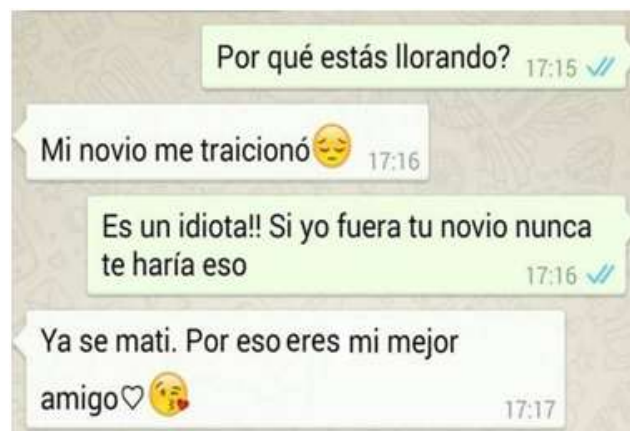 Por qué estás llorando? 17:15
Mi novio me traicionó😔 17:16
Es un idiota!! Si yo fuera tu novio nunca
te haría eso 17:16
Ya se mati. Por eso eres mi mejor
amigo♡😘 17:17